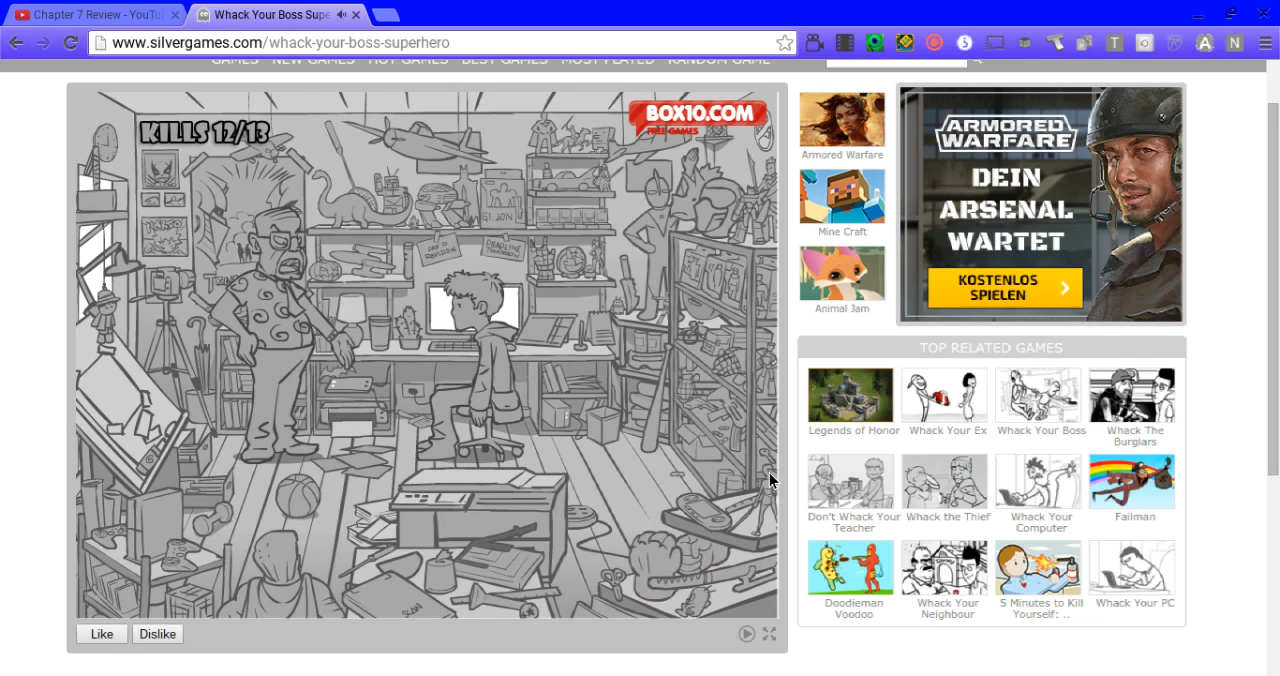 Chapter 7 Review - YouTu
Whack Your Boss Supe
www.silvergames.com/whack-your-boss-superhero
GAMES NEW GAMES HOT GAMES BEST GAMES MOST PLAYED RANDOM GAME
KILLS 12/13
BOX10.COM
FREE GAMES
G.I. JON
DEADLINE
Like
Dislike
Armored Warfare
Mine Craft
Animal Jam
ARMORED
WARFARE
DEIN
ARSENAL
WARTET
KOSTENLOS
SPIELEN
TOP RELATED GAMES
Legends of Honor
Whack Your Ex
Whack Your Boss
Whack The
Burglars
Don't Whack Your
Teacher
Whack the Thief
Whack Your
Computer
Failman
Doodieman
Voodoo
Whack Your
Neighbour
5 Minutes to Kill
Yourself: ..
Whack Your PC